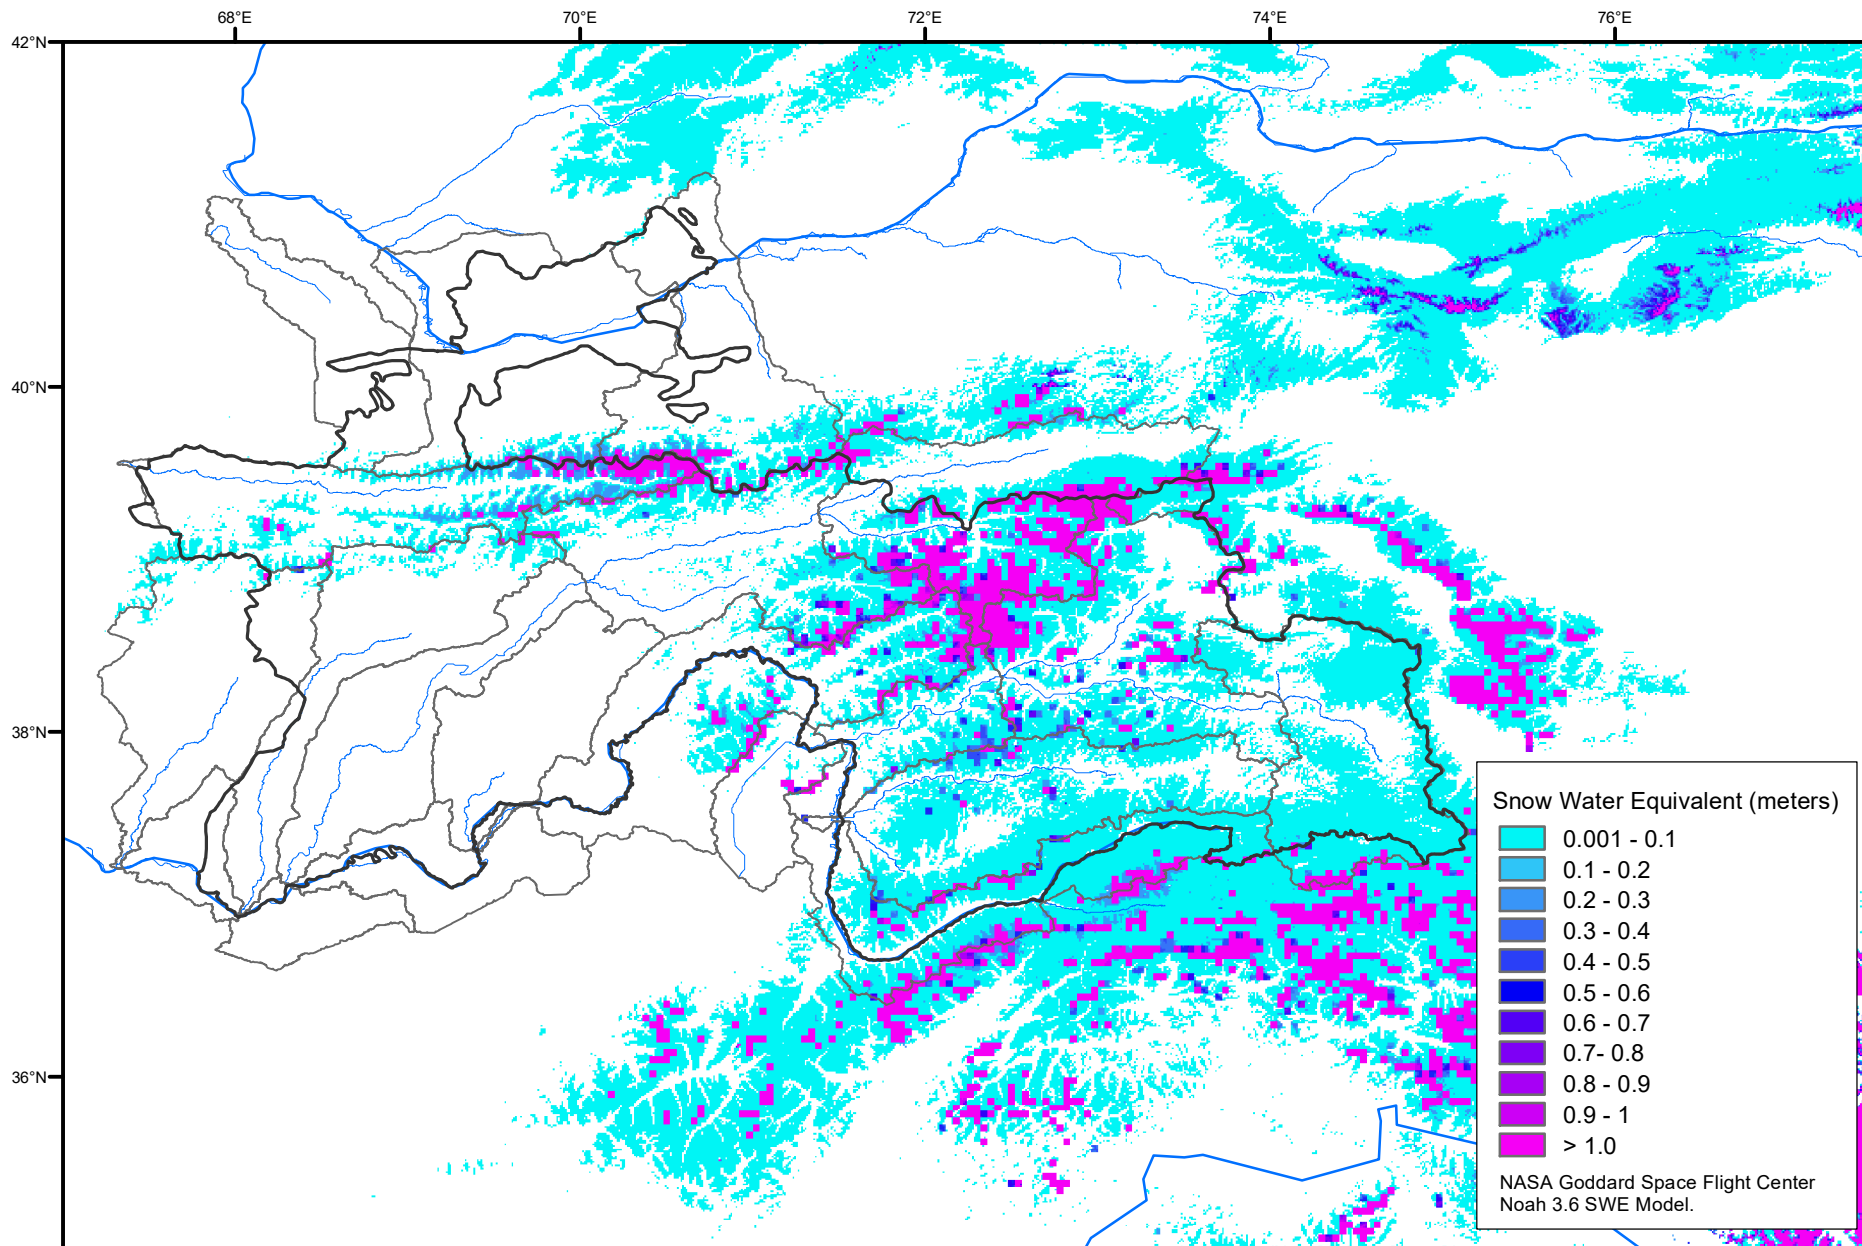 68°E 70°E 72°E 74°E 76°E
42°N
40°N
38°N
36°N
Snow Water Equivalent (meters)
0.001 - 0.1
0.1 - 0.2
0.2 - 0.3
0.3 - 0.4
0.4 - 0.5
0.5 - 0.6
0.6 - 0.7
0.7- 0.8
0.8 - 0.9
0.9 - 1
> 1.0
NASA Goddard Space Flight Center
Noah 3.6 SWE Model.